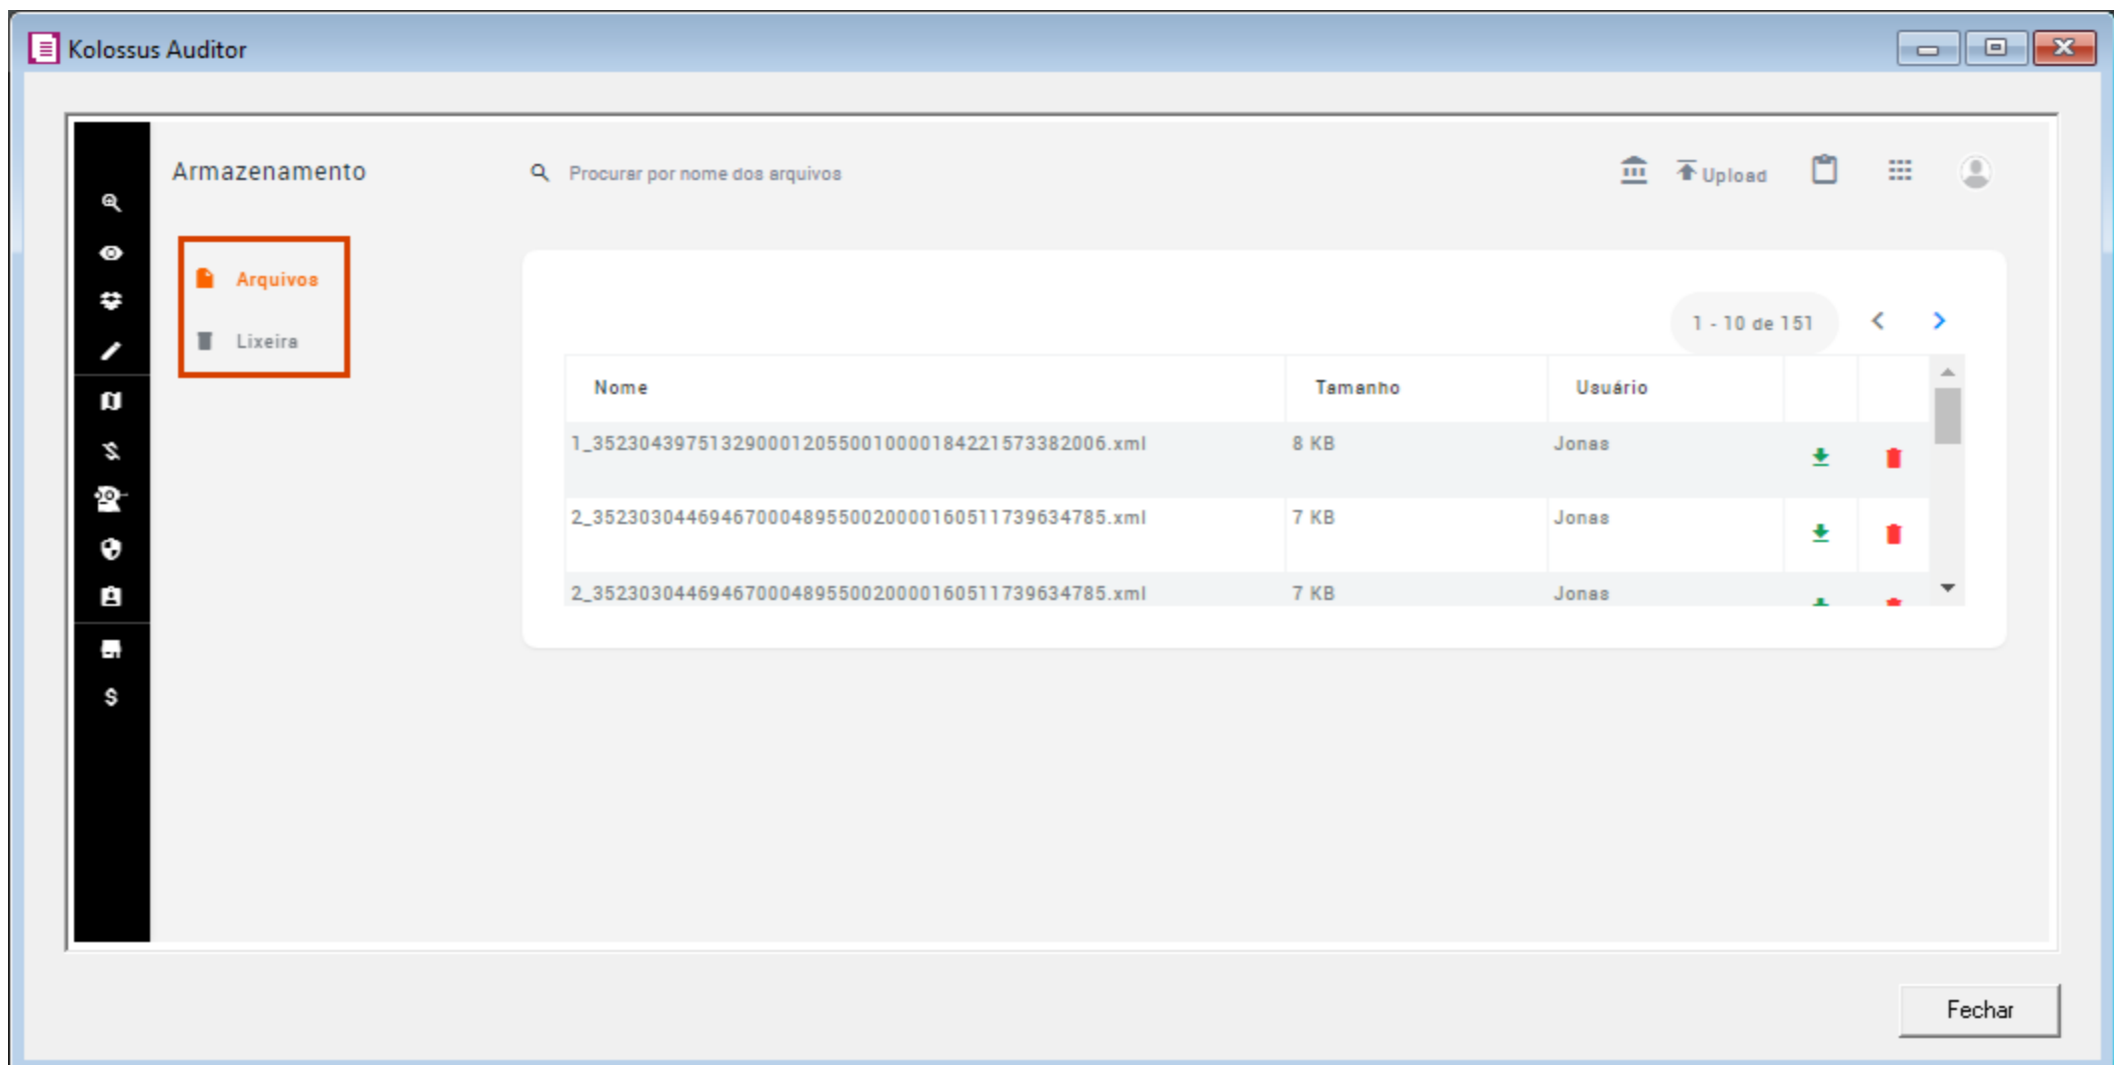 Kolossus Auditor
Armazenamento
Procurar por nome dos arquivos
Upload
Arquivos
Lixeira
1 - 10 de 151
Nome Tamanho Usuário
1_35230439751329000120550010000184221573382006.xml 8 KB Jonas
2_35230304469467000489550020000160511739634785.xml 7 KB Jonas
2_35230304469467000489550020000160511739634785.xml 7 KB Jonas
Fechar